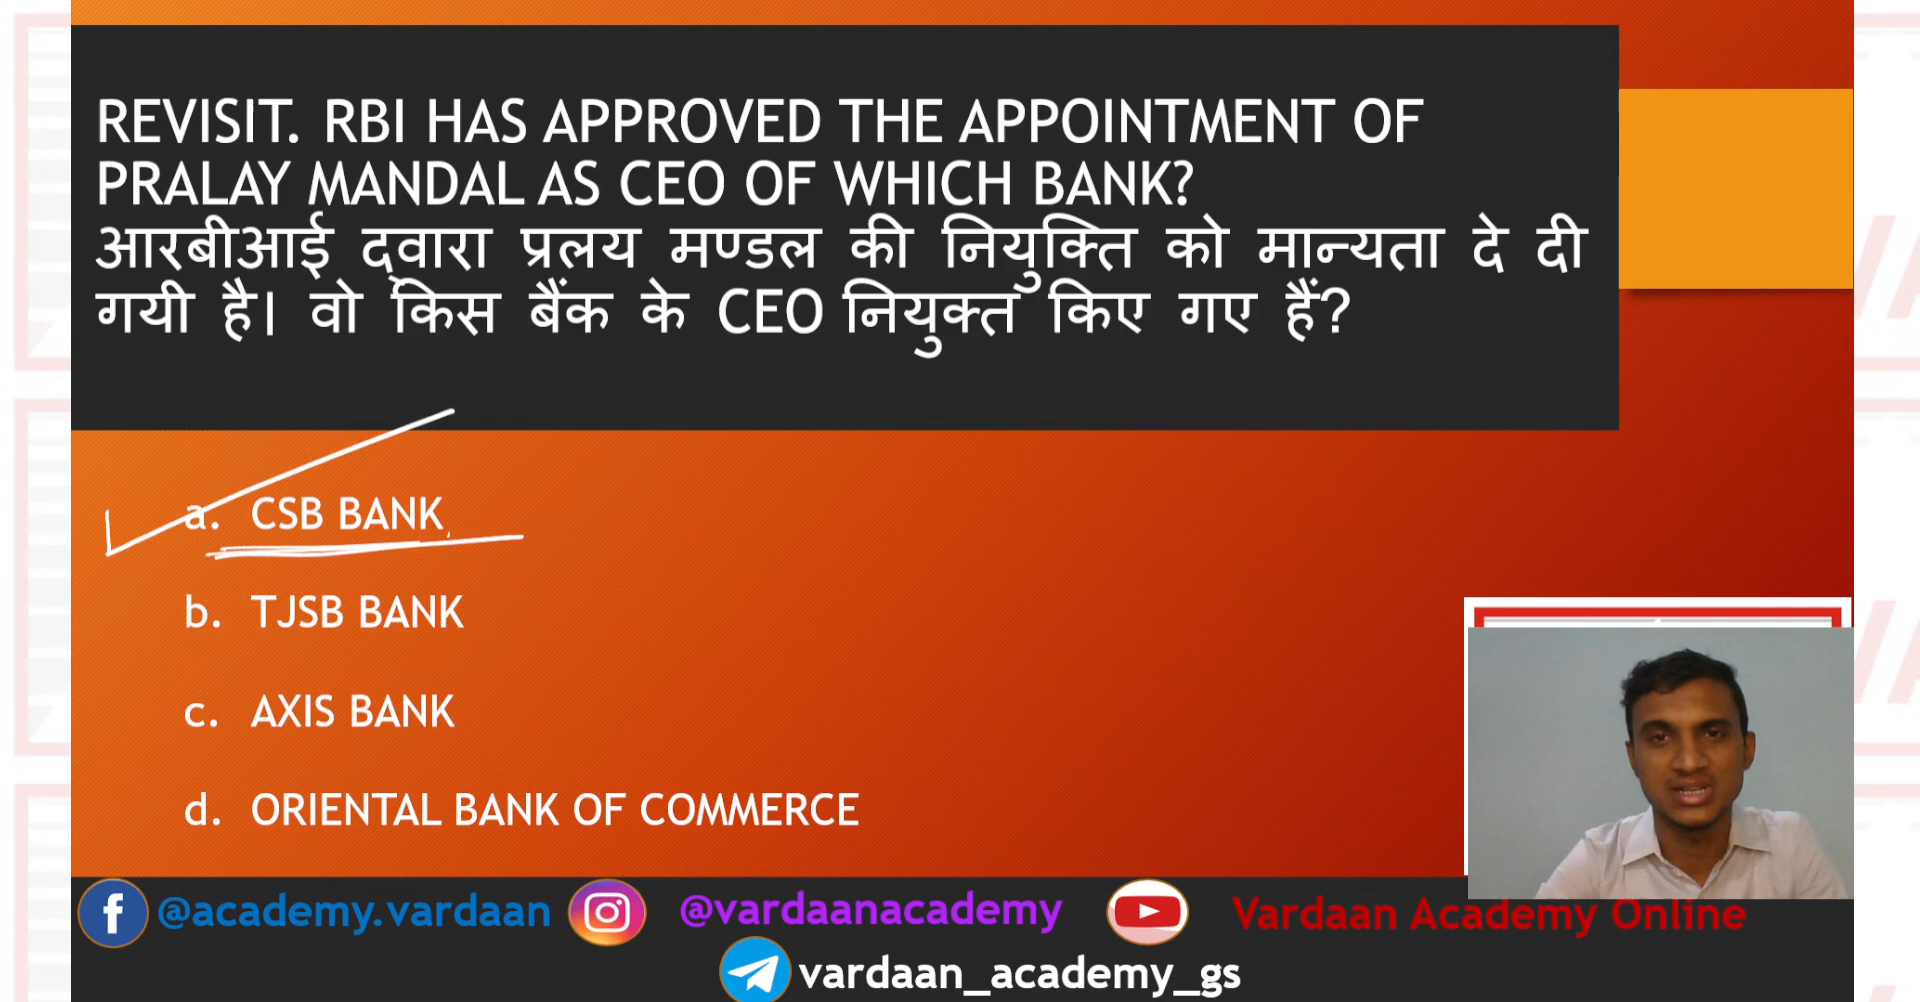 REVISIT. RBI HAS APPROVED THE APPOINTMENT OF
PRALAY MANDAL AS CEO OF WHICH BANK?
आरबीआई द्वारा प्रलय मण्डल की नियुक्ति को मान्यता दे दी
गयी है। वो किस बैंक के CEO नियुक्त किए गए हैं?
a. CSB BANK
b. TJSB BANK
c. AXIS BANK
d. ORIENTAL BANK OF COMMERCE
@academy.vardaan @vardaanacademy Vardaan Academy Online
vardaan_academy_gs